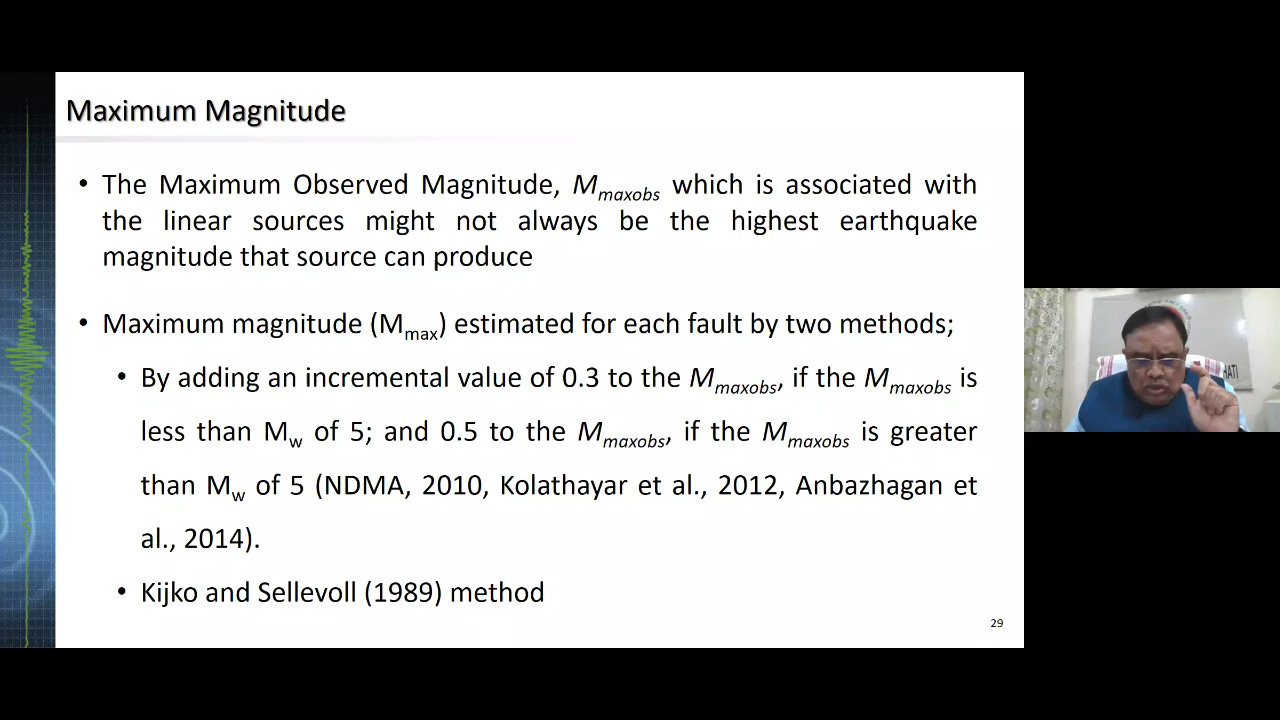 Maximum Magnitude
• The Maximum Observed Magnitude, Mmaxobs which is associated with
the linear sources might not always be the highest earthquake
magnitude that source can produce
• Maximum magnitude (Mmax) estimated for each fault by two methods;
• By adding an incremental value of 0.3 to the Mmaxobs, if the Mmaxobs is
less than Mw of 5; and 0.5 to the Mmaxobs, if the Mmaxobs is greater
than Mw of 5 (NDMA, 2010, Kolathayar et al., 2012, Anbazhagan et
al., 2014).
• Kijko and Sellevoll (1989) method
29
HATI